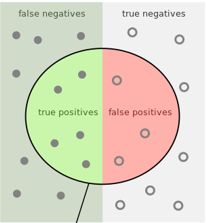 false negatives
true negatives
true positives
false positives